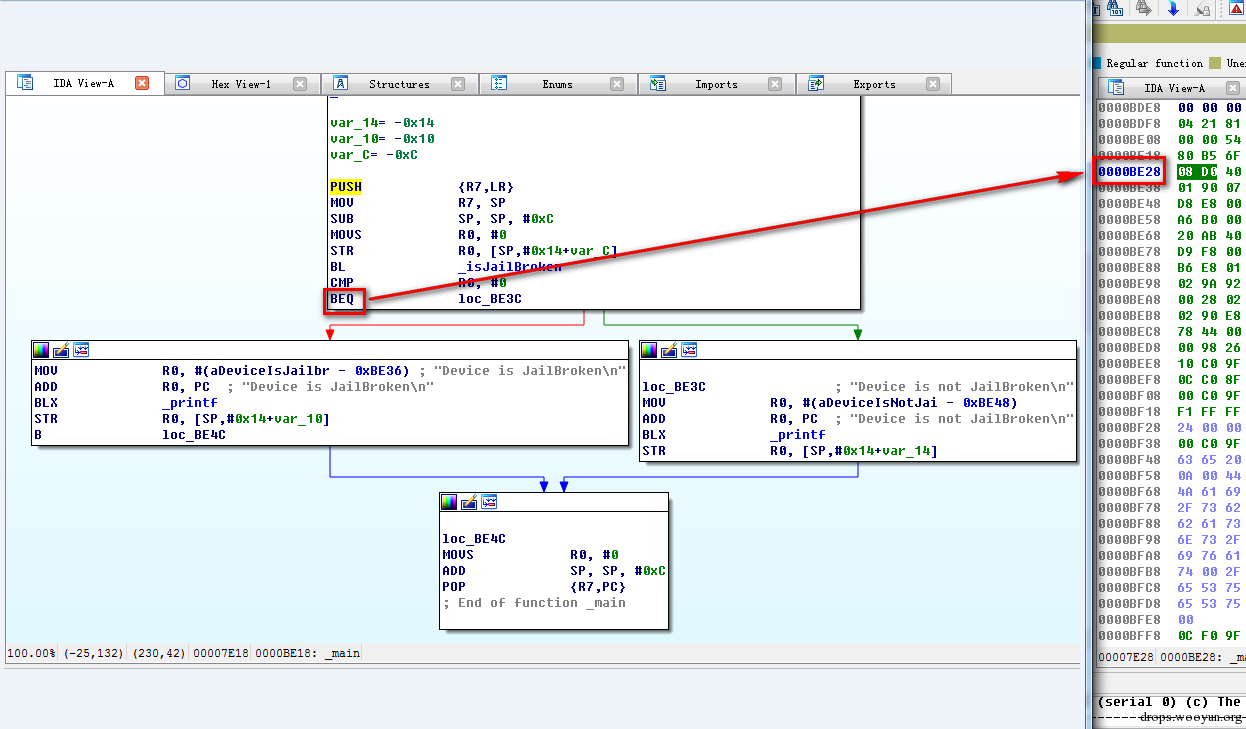 IDA View-A
Hex View-1
Structures
Enums
Imports
Exports
var_14= -0x14
var_10= -0x10
var_C= -0xC
PUSH {R7,LR}
MOV R7, SP
SUB SP, SP, #0xC
MOVS R0, #0
STR R0, [SP,#0x14+var_C]
BL _isJailBroken
CMP R0, #0
BEQ loc_BE3C
MOV R0, #(aDeviceIsJailbr - 0xBE36) ; "Device is JailBroken\n"
ADD R0, PC ; "Device is JailBroken\n"
BLX _printf
STR R0, [SP,#0x14+var_10]
B loc_BE4C
loc_BE3C ; "Device is not JailBroken\n"
MOV R0, #(aDeviceIsNotJai - 0xBE48)
ADD R0, PC ; "Device is not JailBroken\n"
BLX _printf
STR R0, [SP,#0x14+var_14]
loc_BE4C
MOVS R0, #0
ADD SP, SP, #0xC
POP {R7,PC}
; End of function _main
100.00% (-25,132) (230,42) 00007E18 0000BE18: _main
Regular function Une
IDA View-A
0000BDE8 00 00 00
0000BDF8 04 21 81
0000BE08 00 00 54
0000BE18 80 B5 6F
0000BE28 08 D0 40
0000BE38 01 90 07
0000BE48 D8 E8 00
0000BE58 A6 B0 00
0000BE68 20 AB 40
0000BE78 D9 F8 00
0000BE88 B6 E8 01
0000BE98 02 9A 92
0000BEA8 00 28 02
0000BEB8 02 90 E8
0000BEC8 78 44 00
0000BED8 00 98 26
0000BEE8 10 C0 9F
0000BEF8 0C C0 8F
0000BF08 00 C0 9F
0000BF18 F1 FF FF
0000BF28 24 00 00
0000BF38 00 C0 9F
0000BF48 63 65 20
0000BF58 0A 00 44
0000BF68 4A 61 69
0000BF78 2F 73 62
0000BF88 62 61 73
0000BF98 6E 73 2F
0000BFA8 69 76 61
0000BFB8 74 00 2F
0000BFC8 65 53 75
0000BFD8 65 53 75
0000BFE8 00
0000BFF8 0C F0 9F
00007E28 0000BE28: _ma
(serial 0) (c) The
drops.wooyun.org